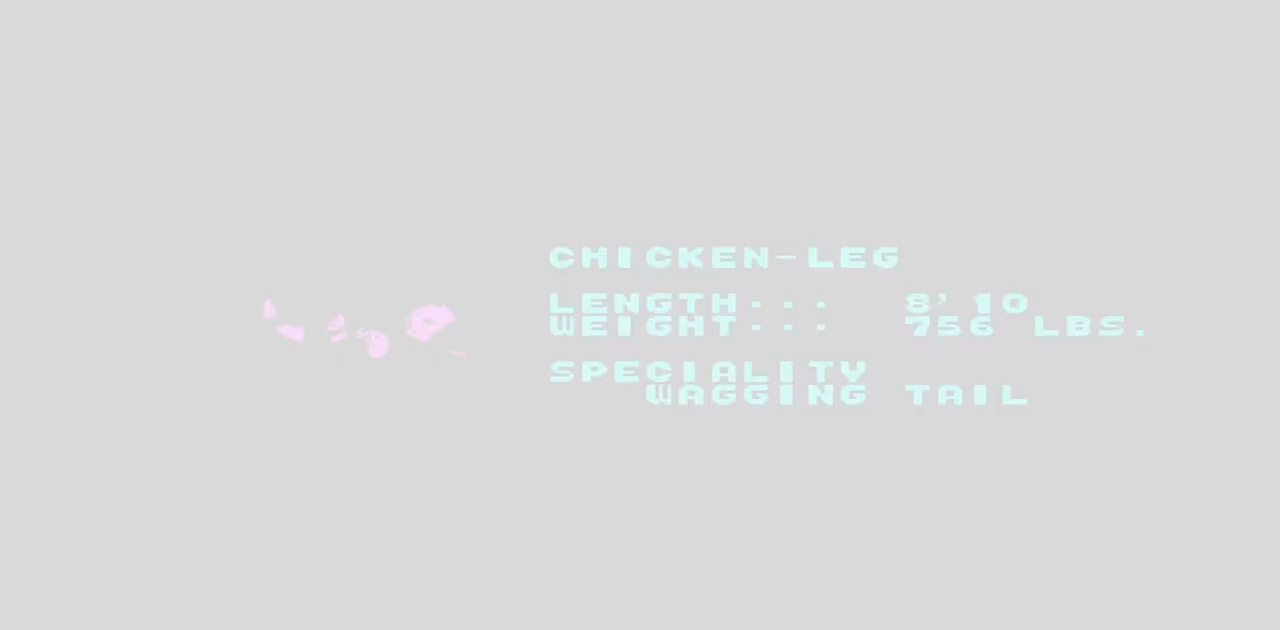 CHICKEN-LEG
LENGTH... 8'10
WEIGHT... 756 LBS.
SPECIALITY
WAGGING TAIL